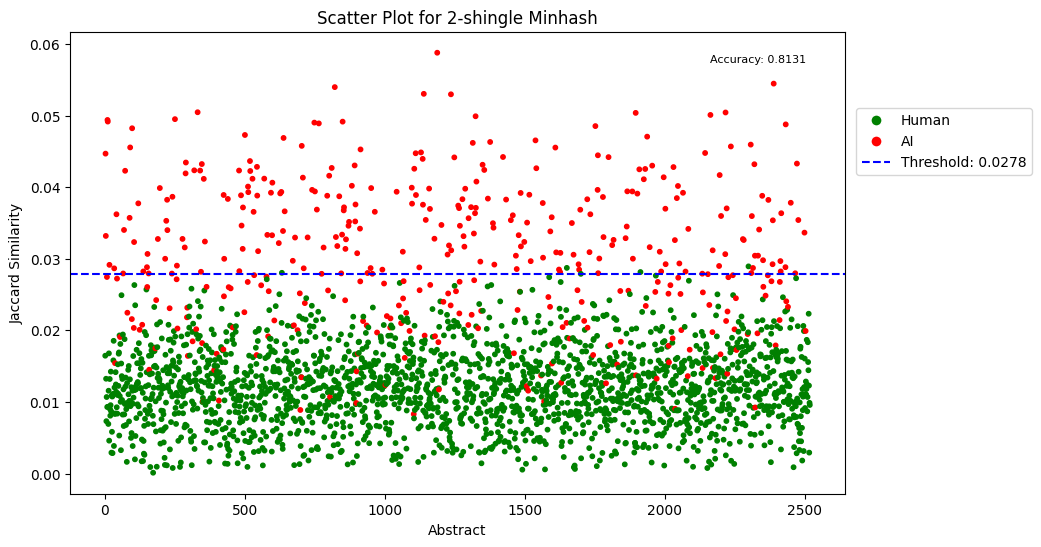 Scatter Plot for 2-shingle Minhash
Accuracy: 0.8131
Human
AI
Threshold: 0.0278
Jaccard Similarity
0.06
0.05
0.04
0.03
0.02
0.01
0.00
0
500
1000
1500
2000
2500
Abstract